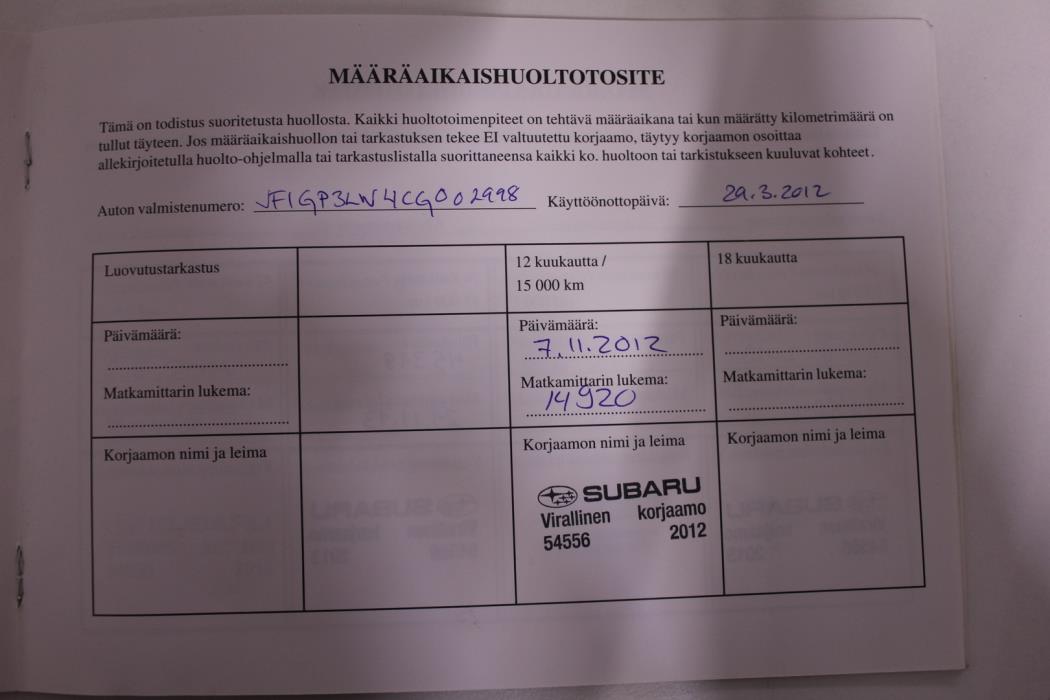 MÄÄRÄAIKAISHUOLTOTOSITE
Tämä on todistus suoritetusta huollosta. Kaikki huoltotoimenpiteet on tehtävä määräaikana tai kun määrätty kilometrimäärä on
tullut täyteen. Jos määräaikaishuollon tai tarkastuksen tekee EI valtuutettu korjaamo, täytyy korjaamon osoittaa
allekirjoitetulla huolto-ohjelmalla tai tarkastuslistalla suorittaneensa kaikki ko. huoltoon tai tarkistukseen kuuluvat kohteet.
Auton valmistenumero: JF1GP3LW4CG002998 Käyttöönottopäivä: 29.3.2012
Luovutustarkastus
12 kuukautta /
15 000 km
18 kuukautta
Päivämäärä:
Päivämäärä:
7.11.2012
Päivämäärä:
Matkamittarin lukema:
Matkamittarin lukema:
14920
Matkamittarin lukema:
Korjaamon nimi ja leima
Korjaamon nimi ja leima
Korjaamon nimi ja leima
SUBARU
Virallinen korjaamo
54556 2012